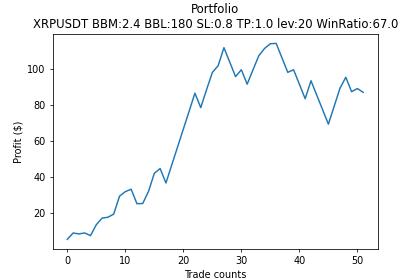 Portfolio
XRPUSDT BBM:2.4 BBL:180 SL:0.8 TP:1.0 lev:20 WinRatio:67.0
Profit ($)
100
80
60
40
20
0 10 20 30 40 50
Trade counts